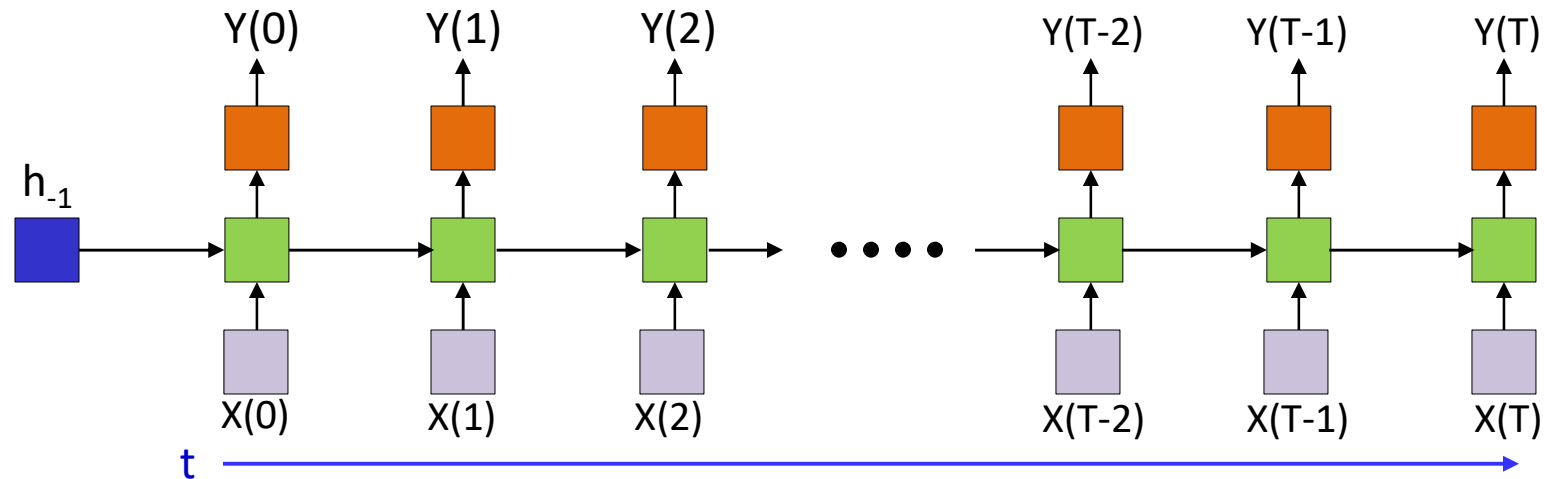 Y(0) Y(1) Y(2) Y(T-2) Y(T-1) Y(T)
h-1
X(0) X(1) X(2) X(T-2) X(T-1) X(T)
t